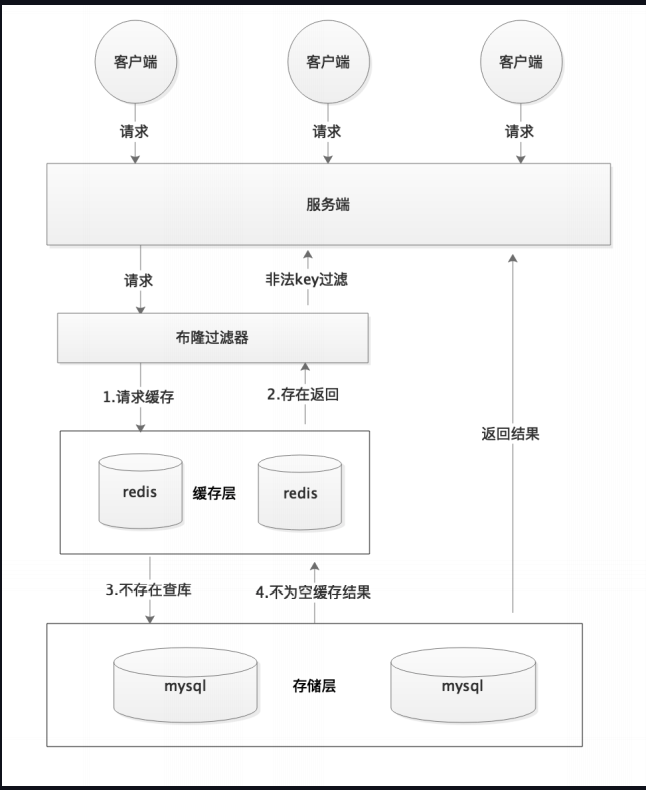 客户端
客户端
客户端
请求
请求
请求
服务端
请求
非法key过滤
布隆过滤器
1.请求缓存
2.存在返回
返回结果
redis
缓存层
redis
3.不存在查库
4.不为空缓存结果
mysql
存储层
mysql